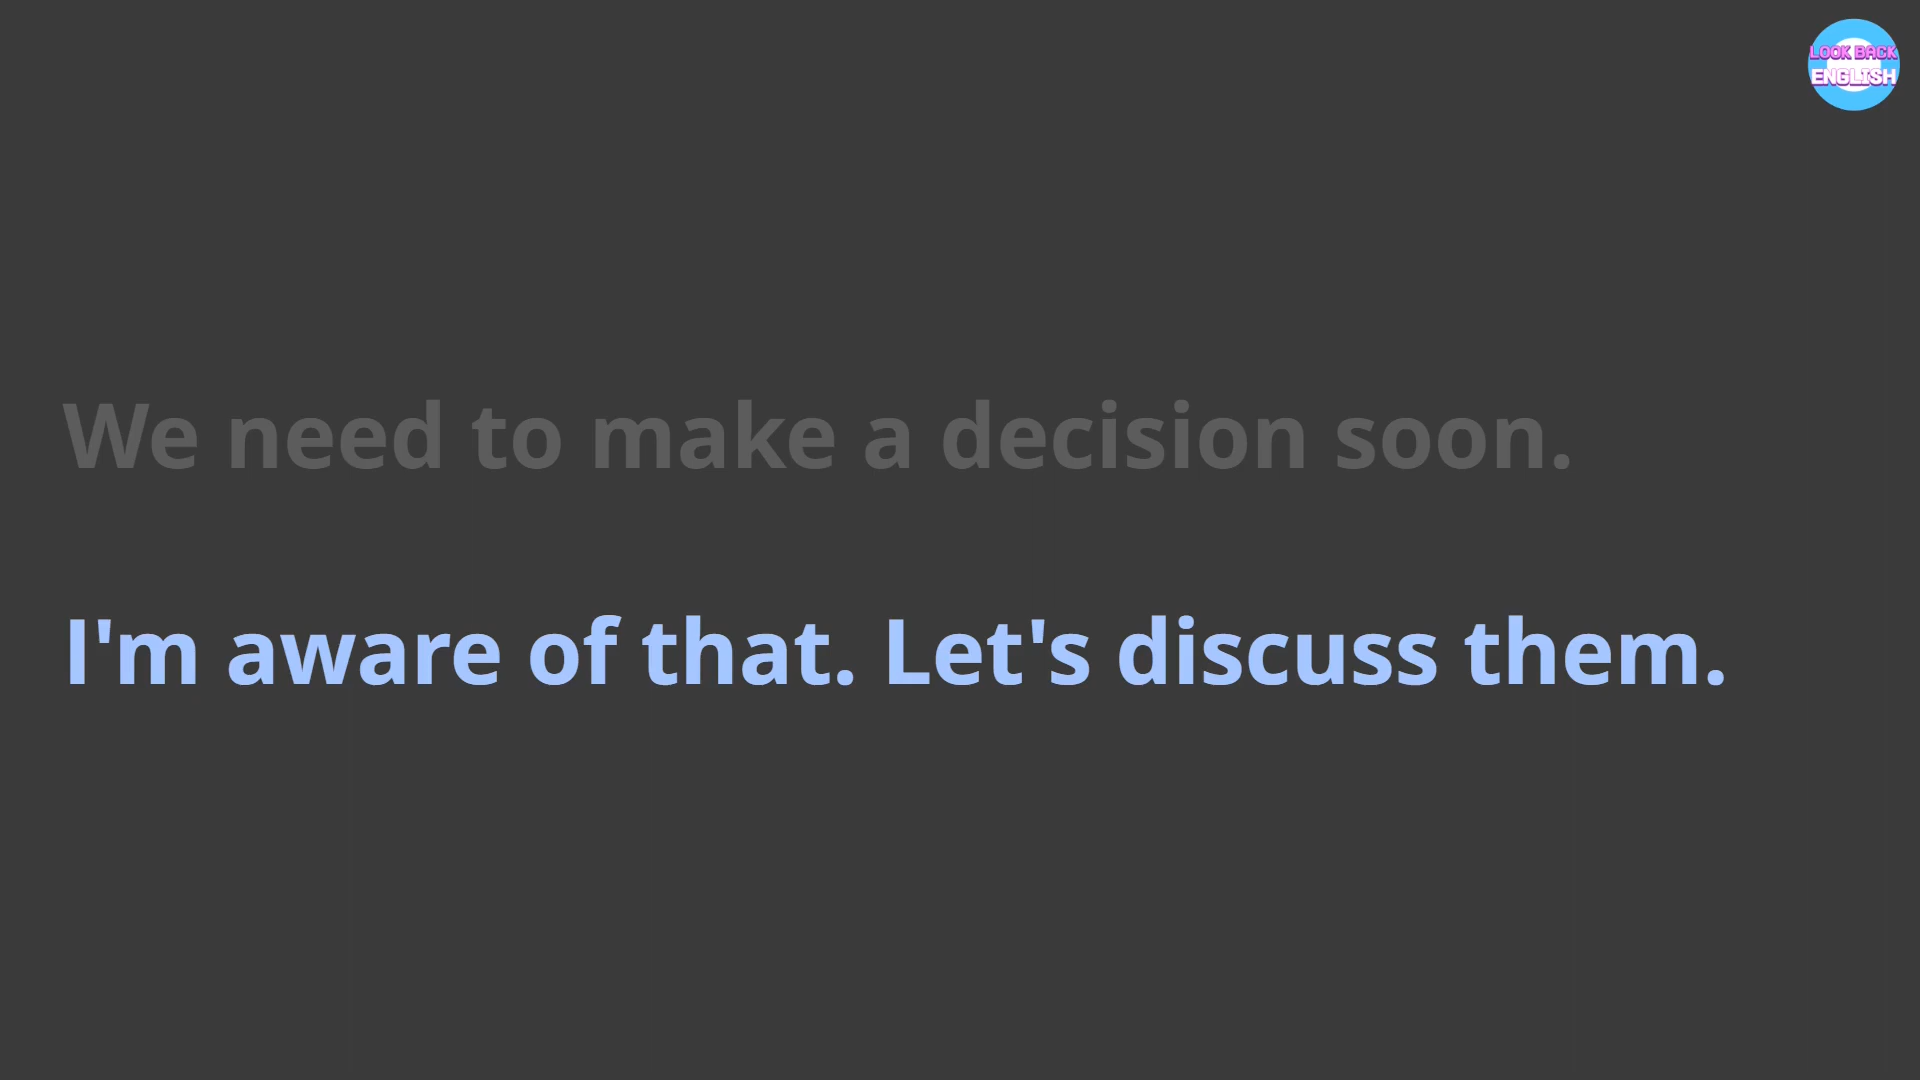 LOOK BACK
ENGLISH
We need to make a decision soon.
I'm aware of that. Let's discuss them.